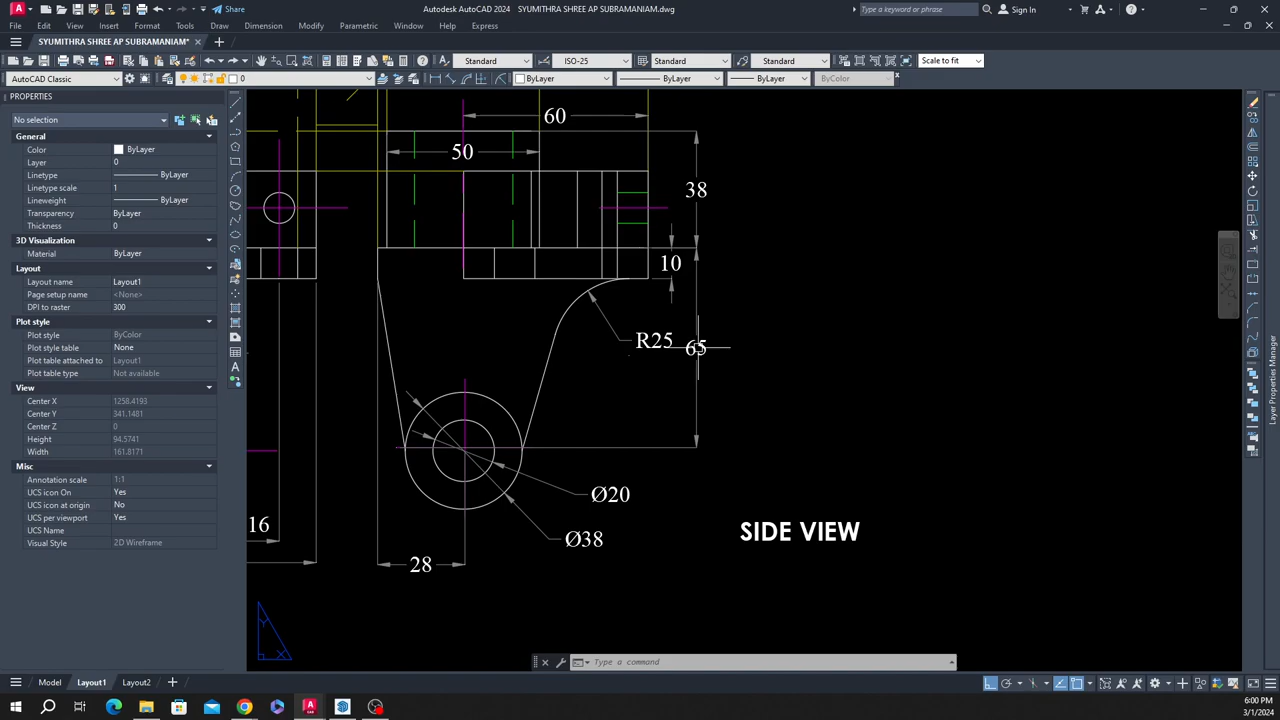 Share
Autodesk AutoCAD 2024 SYUMITHRA SHREE AP SUBRAMANIAM.dwg
Type a keyword or phrase
Sign In
File Edit View Insert Format Tools Draw Dimension Modify Parametric Window Help Express
SYUMITHRA SHREE AP SUBRAMANIAM*
Standard ISO-25 Standard Standard Scale to fit
AutoCAD Classic 0 ByLayer ByLayer ByLayer ByColor
PROPERTIES
No selection
General
Color ByLayer
Layer 0
Linetype ByLayer
Linetype scale 1
Lineweight ByLayer
Transparency ByLayer
Thickness 0
3D Visualization
Material ByLayer
Layout
Layout name Layout1
Page setup name <None>
DPI to raster 300
Plot style
Plot style ByColor
Plot style table None
Plot table attached to Layout1
Plot table type Not available
View
Center X 1258.4193
Center Y 341.1481
Center Z 0
Height 94.5741
Width 161.8171
Misc
Annotation scale 1:1
UCS icon On Yes
UCS icon at origin No
UCS per viewport Yes
UCS Name
Visual Style 2D Wireframe
60
50
38
10
R25
65
Ø20
Ø38
16
28
SIDE VIEW
Y
X
Layer Properties Manager
Type a command
Model Layout1 Layout2
6:00 PM
3/1/2024